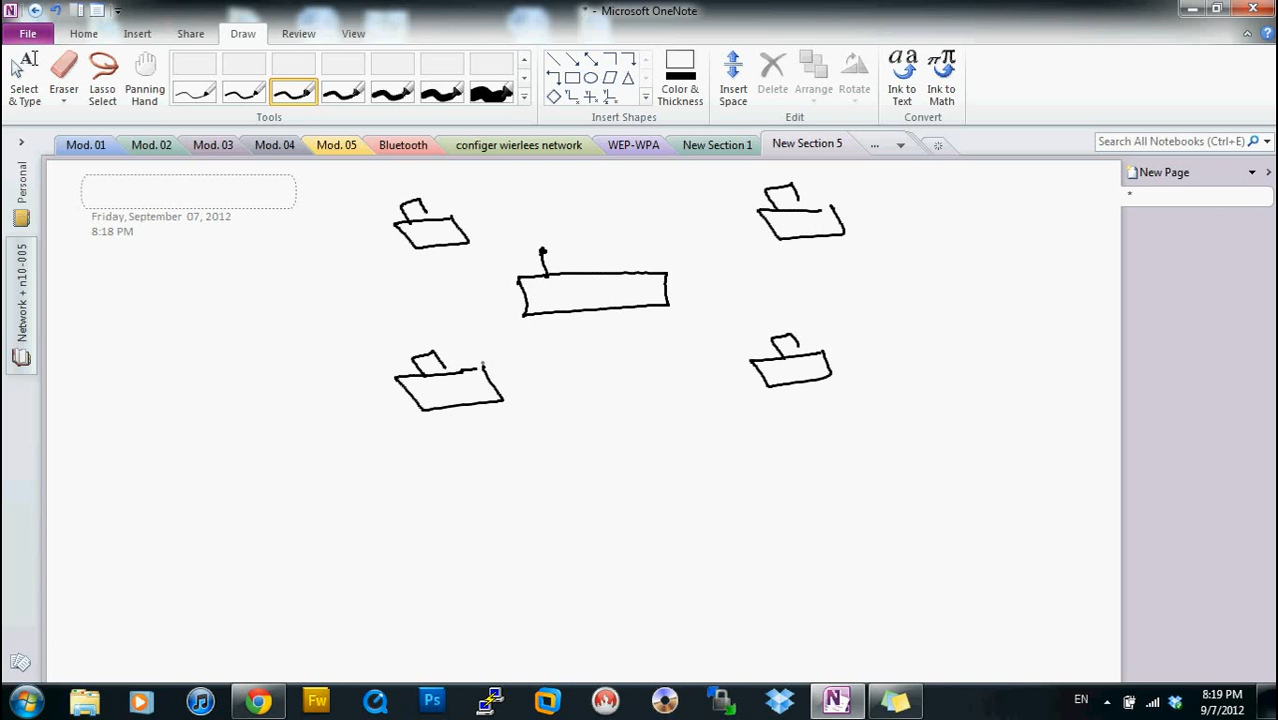 * - Microsoft OneNote
File
Home
Insert
Share
Draw
Review
View
Select
& Type
Eraser
Lasso
Select
Panning
Hand
Color &
Thickness
Insert
Space
Delete
Arrange
Rotate
Ink to
Text
Ink to
Math
Tools
Insert Shapes
Edit
Convert
Mod. 01
Mod. 02
Mod. 03
Mod. 04
Mod. 05
Bluetooth
configer wierlees network
WEP-WPA
New Section 1
New Section 5
...
Search All Notebooks (Ctrl+E)
New Page
*
Personal
Network + n10-005
Friday, September 07, 2012
8:18 PM
Fw
Ps
EN
8:19 PM
9/7/2012